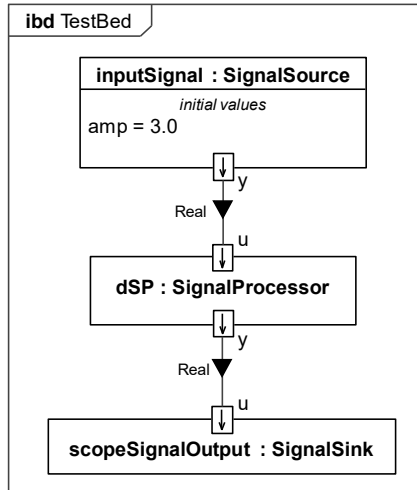 ibd TestBed
inputSignal : SignalSource
initial values
amp = 3.0
y
Real
u
dSP : SignalProcessor
y
Real
u
scopeSignalOutput : SignalSink